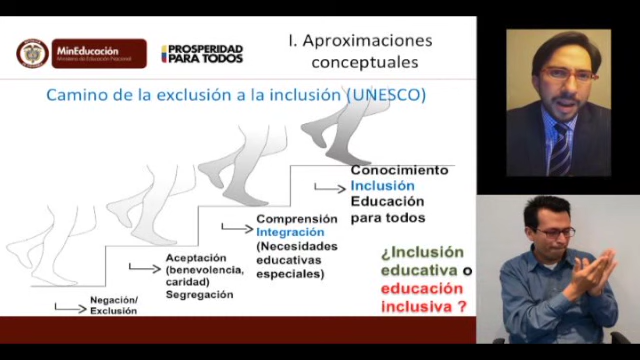 MinEducación
Ministerio de Educación Nacional
PROSPERIDAD
PARA TODOS
I. Aproximaciones
conceptuales
Camino de la exclusión a la inclusión (UNESCO)
Conocimiento
Inclusión
Educación
para todos
Comprensión
Integración
(Necesidades
educativas
especiales)
Aceptación
(benevolencia,
caridad)
Segregación
Negación/
Exclusión
¿Inclusión
educativa o
educación
inclusiva ?